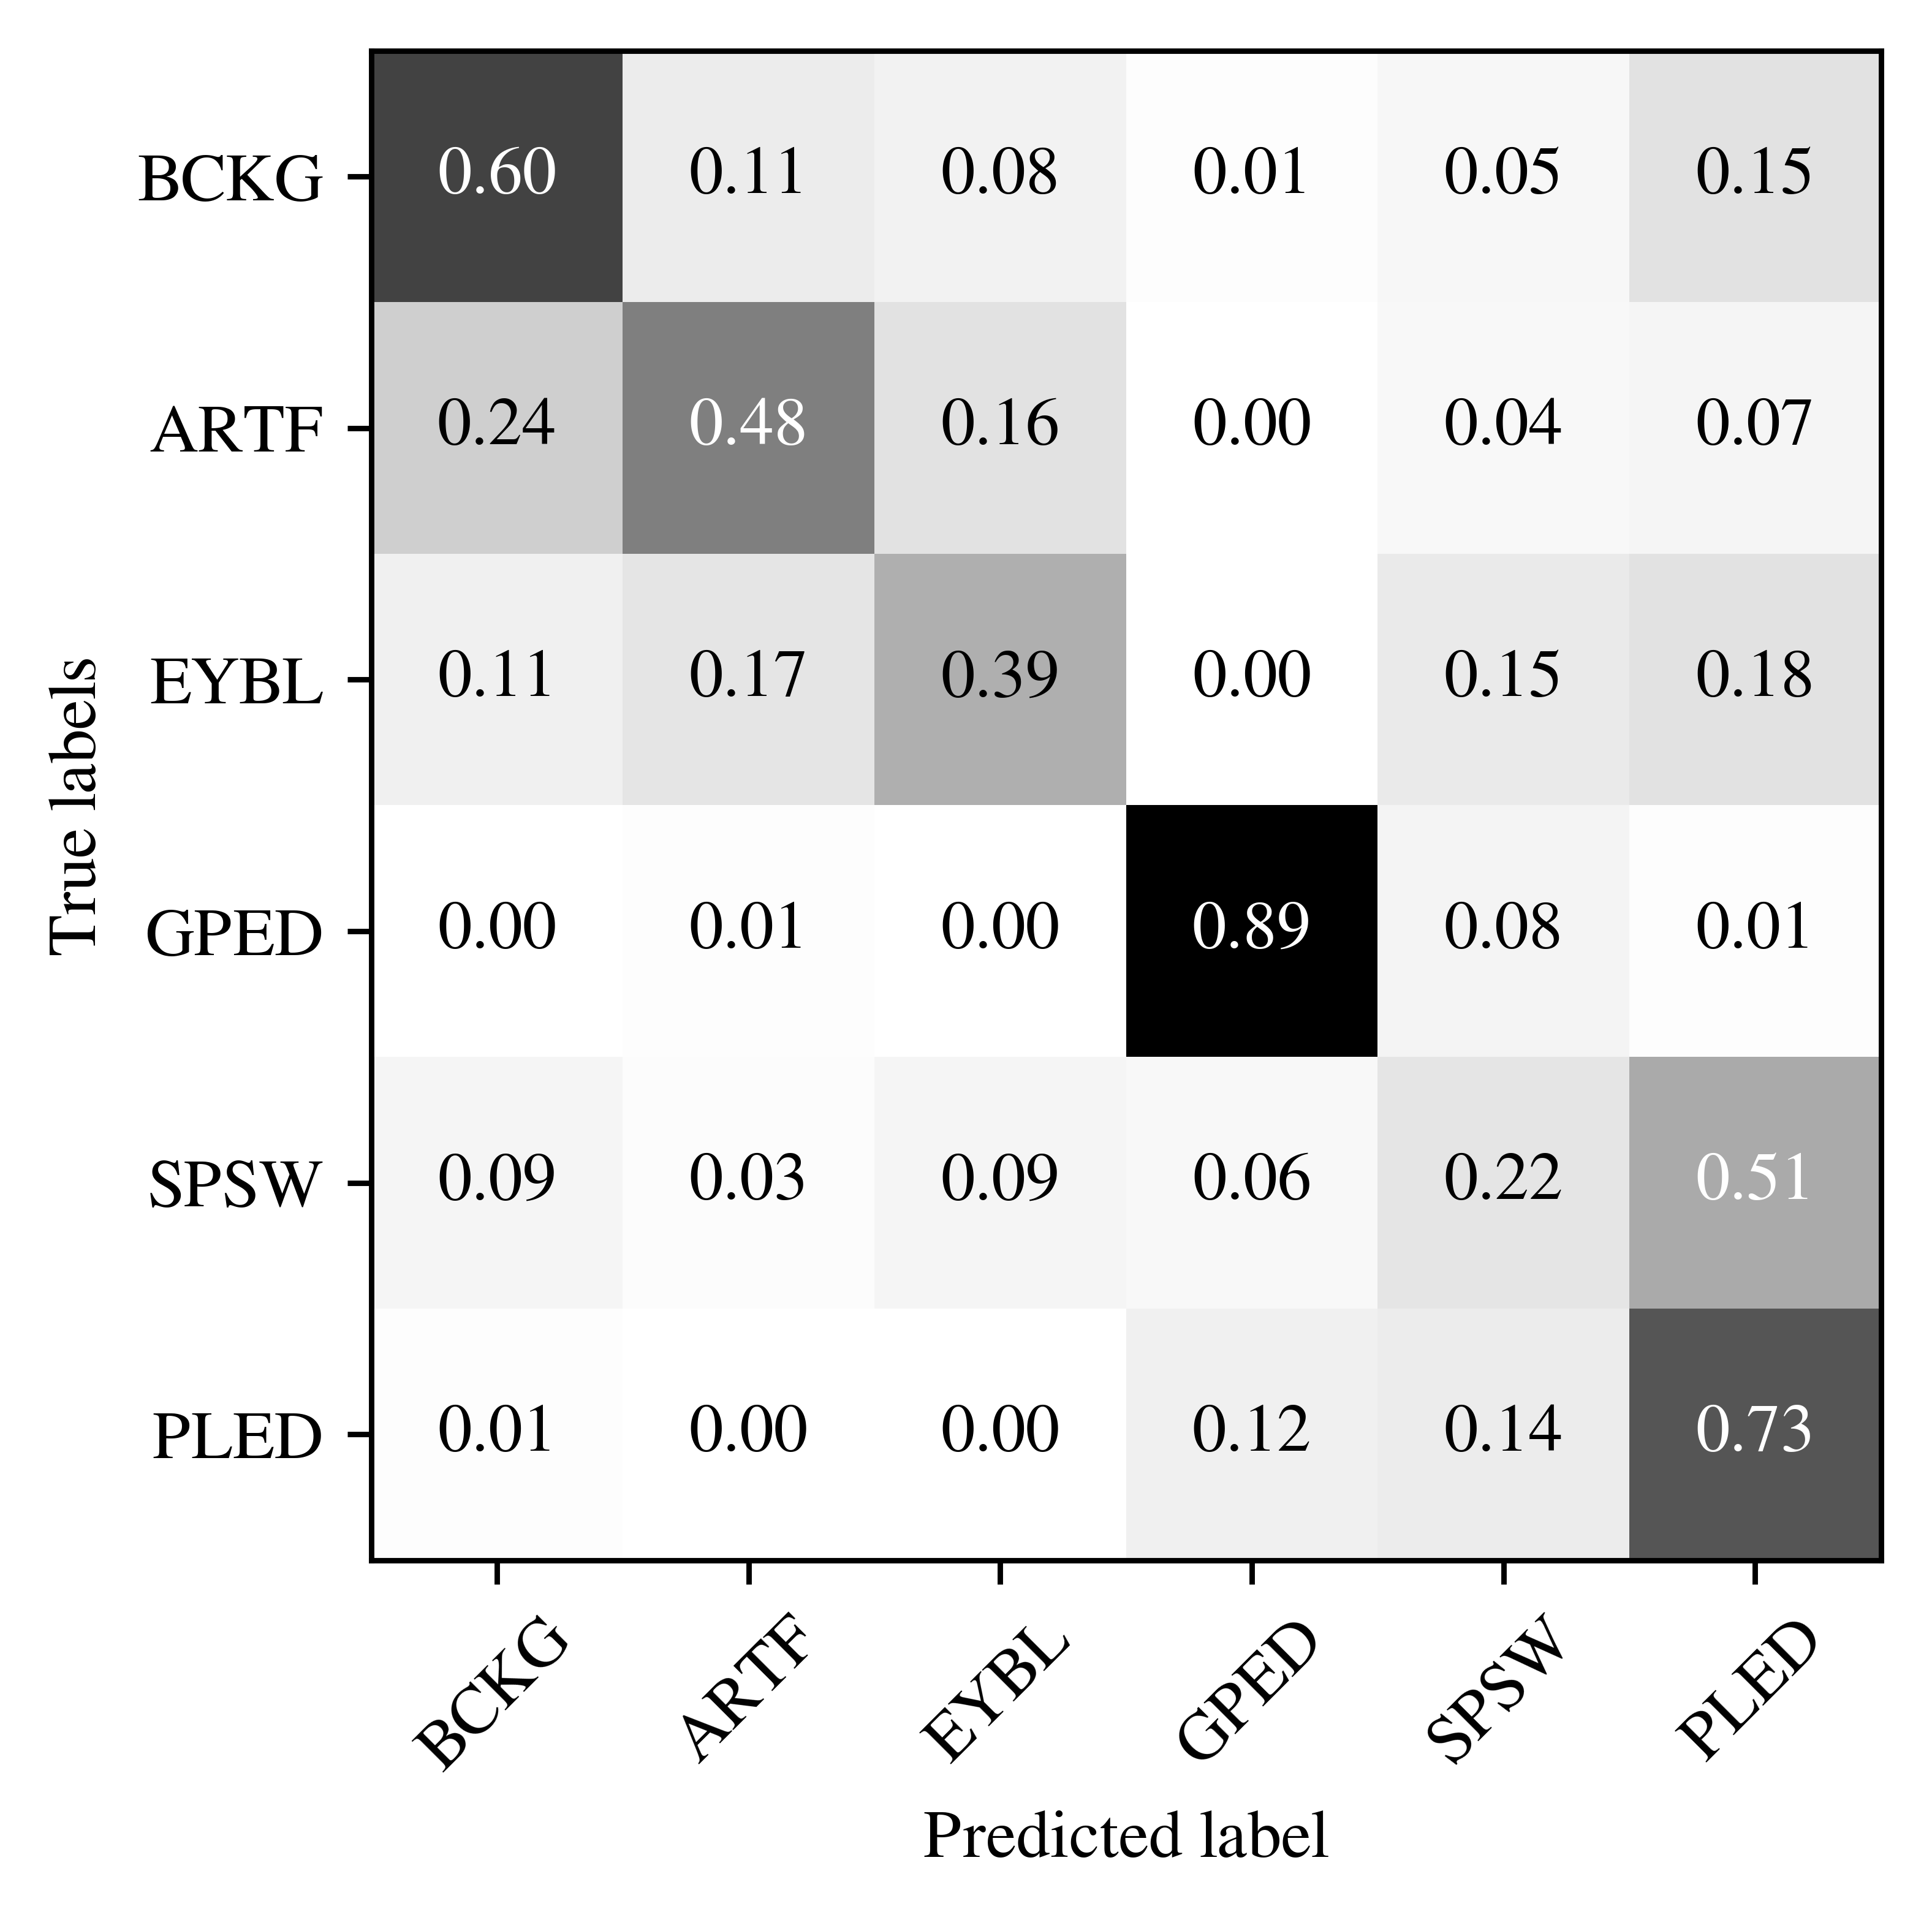 BCKG 0.60 0.11 0.08 0.01 0.05 0.15
ARTF 0.24 0.48 0.16 0.00 0.04 0.07
EYBL 0.11 0.17 0.39 0.00 0.15 0.18
GPED 0.00 0.01 0.00 0.89 0.08 0.01
SPSW 0.09 0.03 0.09 0.06 0.22 0.51
PLED 0.01 0.00 0.00 0.12 0.14 0.73
True labels
BCKG ARTF EYBL GPED SPSW PLED
Predicted label